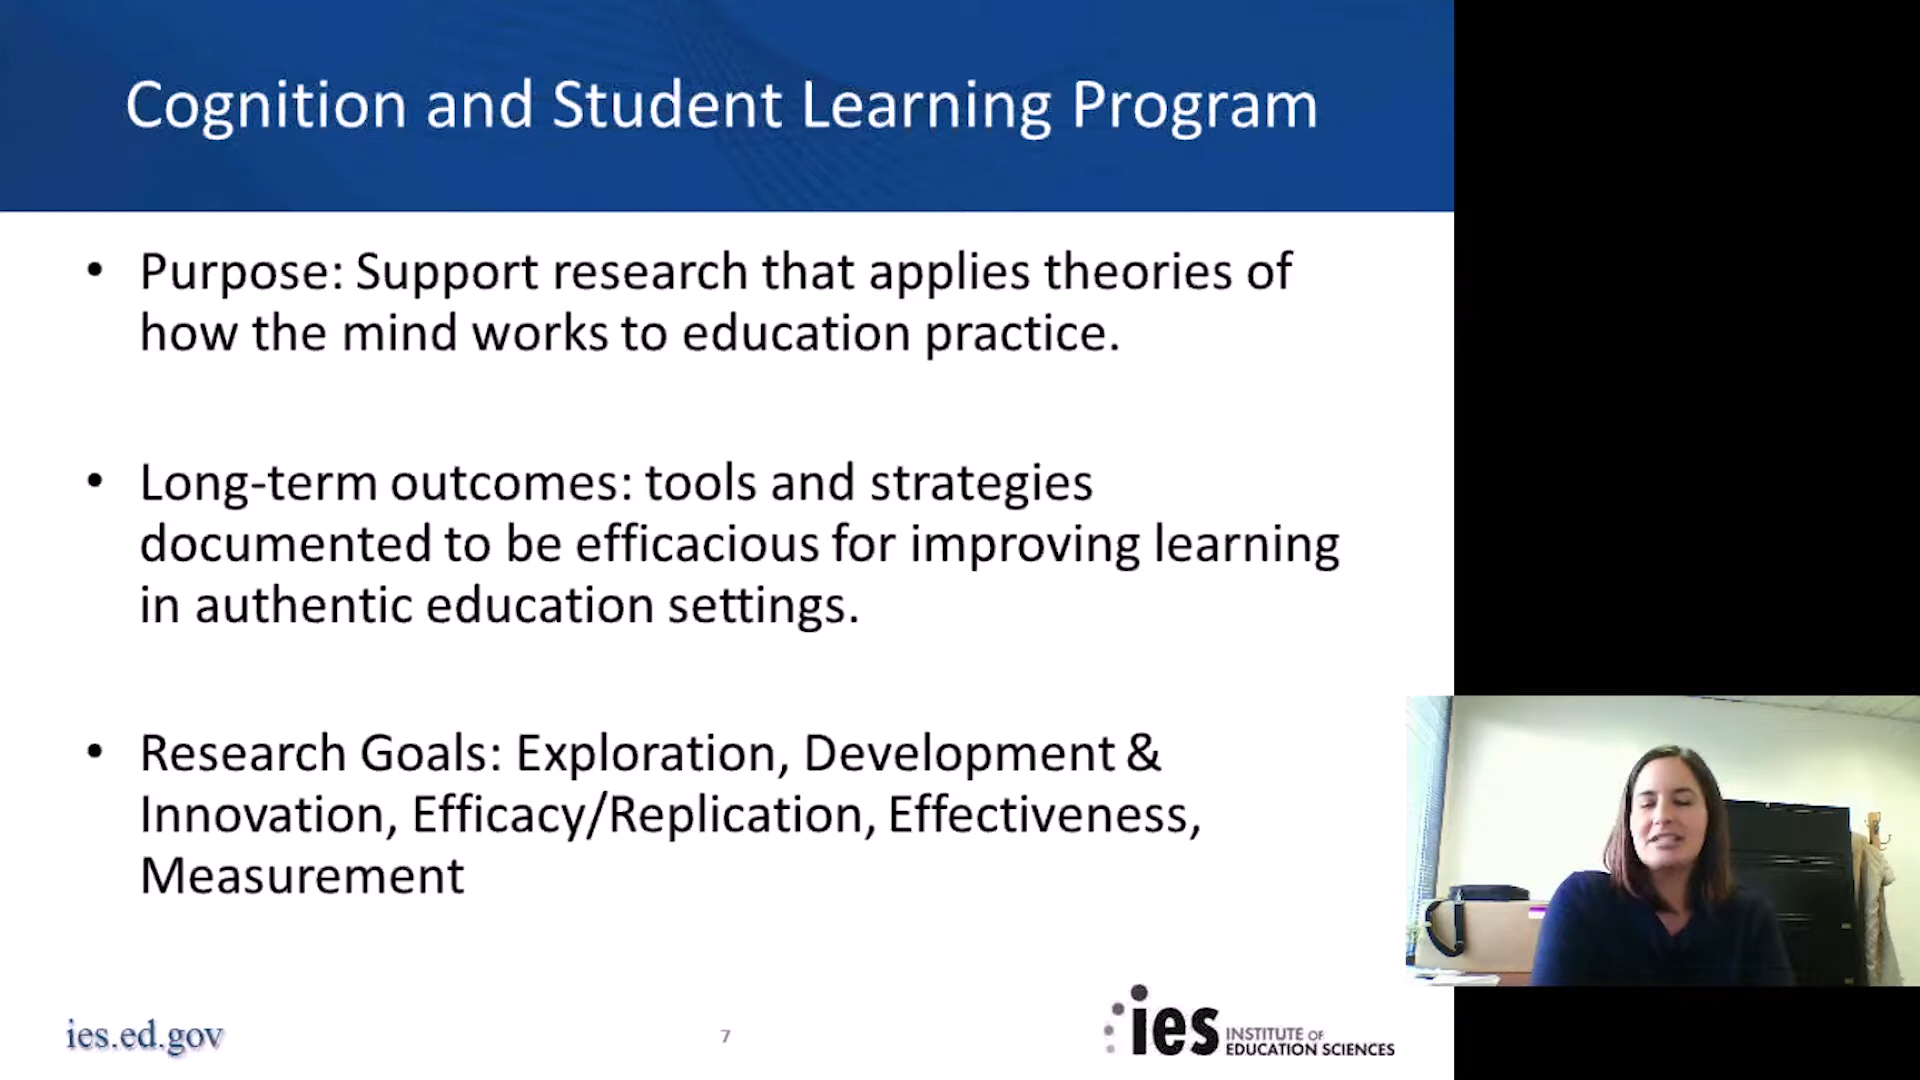 Cognition and Student Learning Program
• Purpose: Support research that applies theories of
how the mind works to education practice.
• Long-term outcomes: tools and strategies
documented to be efficacious for improving learning
in authentic education settings.
• Research Goals: Exploration, Development &
Innovation, Efficacy/Replication, Effectiveness,
Measurement
ies.ed.gov
7
ies INSTITUTE OF
EDUCATION SCIENCES